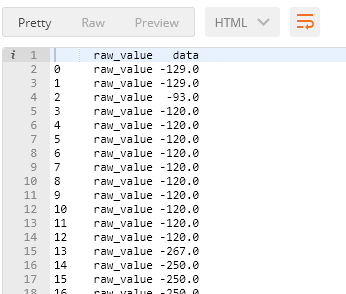 Pretty Raw Preview HTML
i 1 raw_value data
2 0 raw_value -129.0
3 1 raw_value -129.0
4 2 raw_value -93.0
5 3 raw_value -120.0
6 4 raw_value -120.0
7 5 raw_value -120.0
8 6 raw_value -120.0
9 7 raw_value -120.0
10 8 raw_value -120.0
11 9 raw_value -120.0
12 10 raw_value -120.0
13 11 raw_value -120.0
14 12 raw_value -120.0
15 13 raw_value -267.0
16 14 raw_value -250.0
17 15 raw_value -250.0
18 16 raw_value -250.0